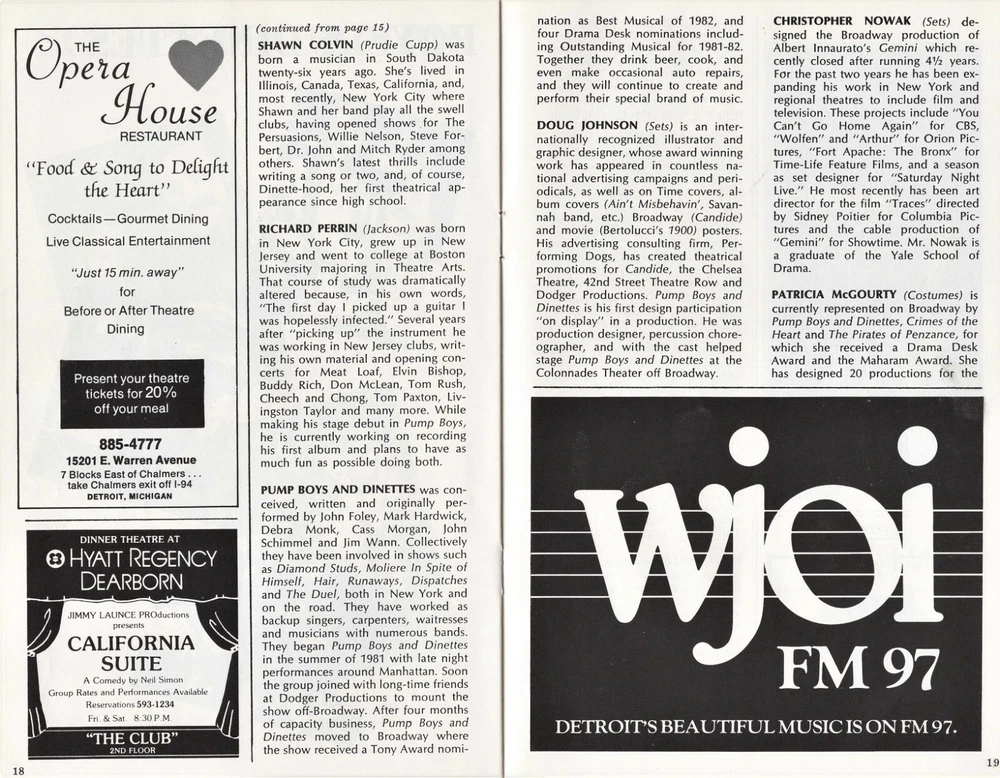 THE
Opera
House
RESTAURANT
"Food & Song to Delight
the Heart"
Cocktails—Gourmet Dining
Live Classical Entertainment
"Just 15 min. away"
for
Before or After Theatre
Dining
Present your theatre
tickets for 20%
off your meal
885-4777
15201 E. Warren Avenue
7 Blocks East of Chalmers . . .
take Chalmers exit off I-94
DETROIT, MICHIGAN
DINNER THEATRE AT
HYATT REGENCY
DEARBORN
JIMMY LAUNCE PROductions
presents
CALIFORNIA
SUITE
A Comedy by Neil Simon
Group Rates and Performances Available
Reservations 593-1234
Fri. & Sat. 8:30 P.M.
"THE CLUB"
2ND FLOOR
18
(continued from page 15)
SHAWN COLVIN (Prudie Cupp) was
born a musician in South Dakota
twenty-six years ago. She's lived in
Illinois, Canada, Texas, California, and,
most recently, New York City where
Shawn and her band play all the swell
clubs, having opened shows for The
Persuasions, Willie Nelson, Steve For-
bert, Dr. John and Mitch Ryder among
others. Shawn's latest thrills include
writing a song or two, and, of course,
Dinette-hood, her first theatrical ap-
pearance since high school.
RICHARD PERRIN (Jackson) was born
in New York City, grew up in New
Jersey and went to college at Boston
University majoring in Theatre Arts.
That course of study was dramatically
altered because, in his own words,
"The first day I picked up a guitar I
was hopelessly infected." Several years
after "picking up" the instrument he
was working in New Jersey clubs, writ-
ing his own material and opening con-
certs for Meat Loaf, Elvin Bishop,
Buddy Rich, Don McLean, Tom Rush,
Cheech and Chong, Tom Paxton, Liv-
ingston Taylor and many more. While
making his stage debut in Pump Boys,
he is currently working on recording
his first album and plans to have as
much fun as possible doing both.
PUMP BOYS AND DINETTES was con-
ceived, written and originally per-
formed by John Foley, Mark Hardwick,
Debra Monk, Cass Morgan, John
Schimmel and Jim Wann. Collectively
they have been involved in shows such
as Diamond Studs, Moliere In Spite of
Himself, Hair, Runaways, Dispatches
and The Duel, both in New York and
on the road. They have worked as
backup singers, carpenters, waitresses
and musicians with numerous bands.
They began Pump Boys and Dinettes
in the summer of 1981 with late night
performances around Manhattan. Soon
the group joined with long-time friends
at Dodger Productions to mount the
show off-Broadway. After four months
of capacity business, Pump Boys and
Dinettes moved to Broadway where
the show received a Tony Award nomi-
nation as Best Musical of 1982, and
four Drama Desk nominations includ-
ing Outstanding Musical for 1981-82.
Together they drink beer, cook, and
even make occasional auto repairs,
and they will continue to create and
perform their special brand of music.
DOUG JOHNSON (Sets) is an inter-
nationally recognized illustrator and
graphic designer, whose award winning
work has appeared in countless na-
tional advertising campaigns and peri-
odicals, as well as on Time covers, al-
bum covers (Ain't Misbehavin', Savan-
nah band, etc.) Broadway (Candide)
and movie (Bertolucci's 1900) posters.
His advertising consulting firm, Per-
forming Dogs, has created theatrical
promotions for Candide, the Chelsea
Theatre, 42nd Street Theatre Row and
Dodger Productions. Pump Boys and
Dinettes is his first design participation
"on display" in a production. He was
production designer, percussion chore-
ographer, and with the cast helped
stage Pump Boys and Dinettes at the
Colonnades Theater off Broadway.
CHRISTOPHER NOWAK (Sets) de-
signed the Broadway production of
Albert Innaurato's Gemini which re-
cently closed after running 4½ years.
For the past two years he has been ex-
panding his work in New York and
regional theatres to include film and
television. These projects include "You
Can't Go Home Again" for CBS,
"Wolfen" and "Arthur" for Orion Pic-
tures, "Fort Apache: The Bronx" for
Time-Life Feature Films, and a season
as set designer for "Saturday Night
Live." He most recently has been art
director for the film "Traces" directed
by Sidney Poitier for Columbia Pic-
tures and the cable production of
"Gemini" for Showtime. Mr. Nowak is
a graduate of the Yale School of
Drama.
PATRICIA McGOURTY (Costumes) is
currently represented on Broadway by
Pump Boys and Dinettes, Crimes of the
Heart and The Pirates of Penzance, for
which she received a Drama Desk
Award and the Maharam Award. She
has designed 20 productions for the
wjoi
FM 97
DETROIT'S BEAUTIFUL MUSIC IS ON FM 97.
19